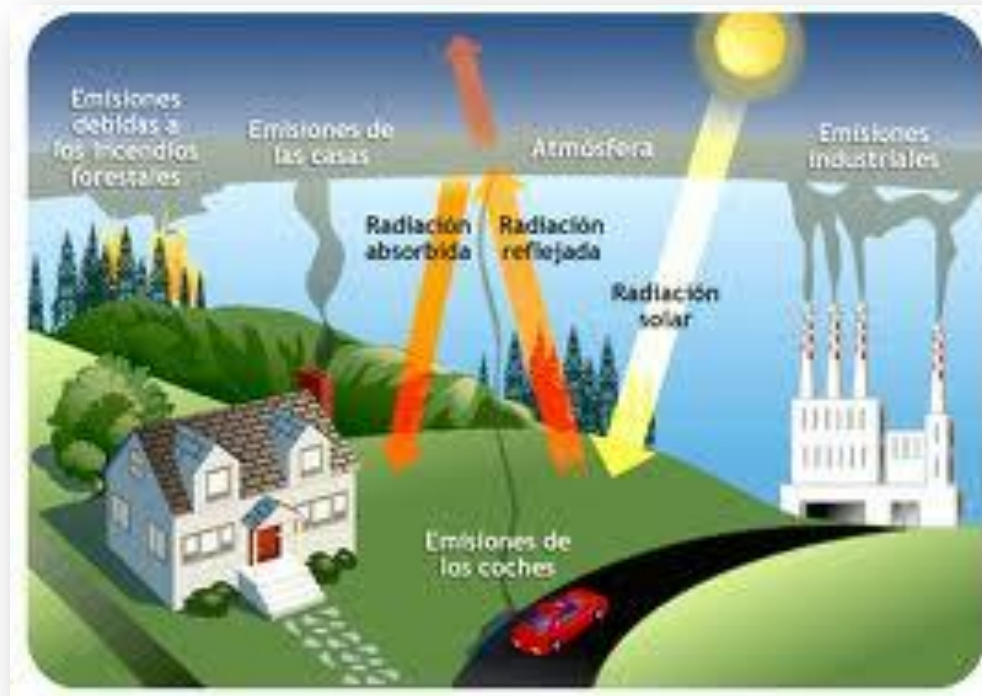 Emisiones
debidas a
los incendios
forestales
Emisiones de
las casas
Atmósfera
Emisiones
industriales
Radiación
absorbida
Radiación
reflejada
Radiación
solar
Emisiones de
los coches